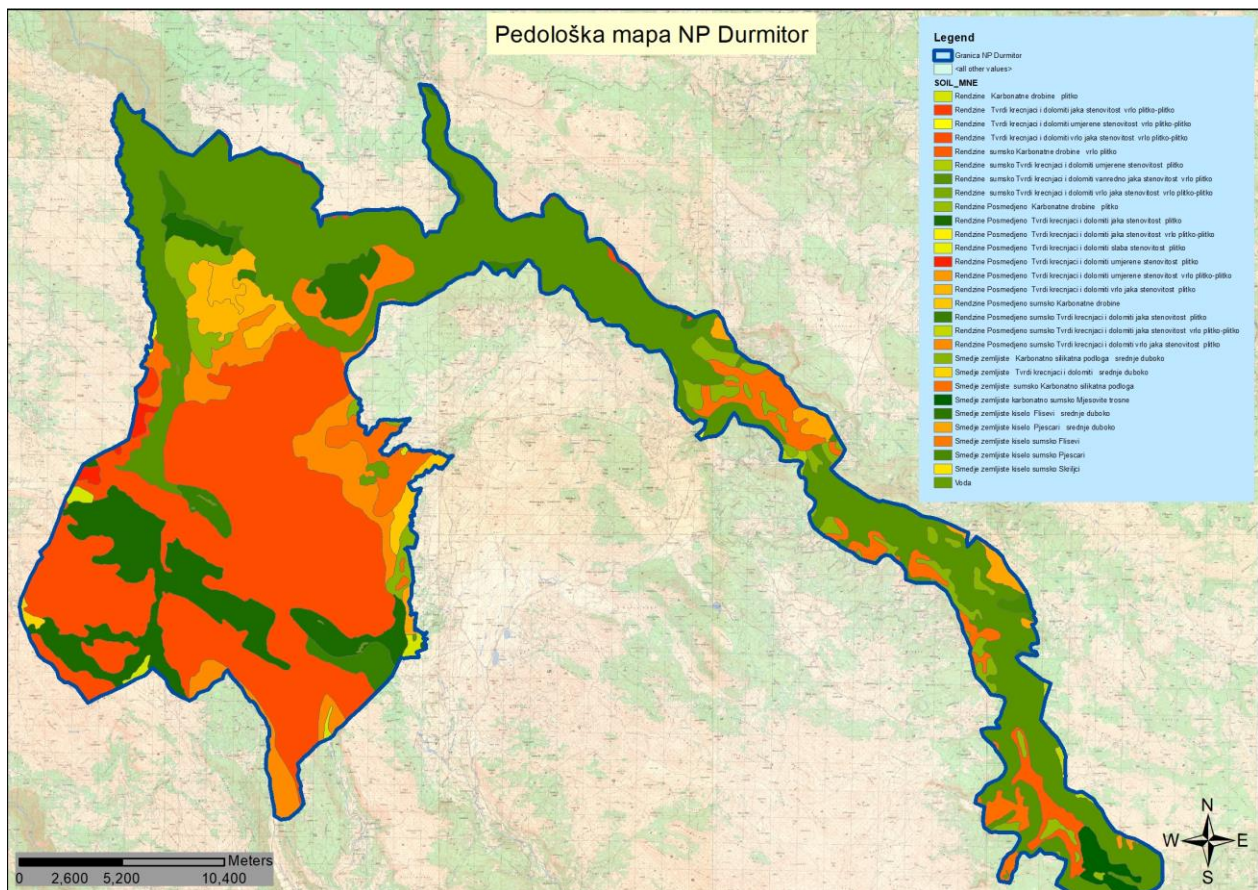 Pedološka mapa NP Durmitor
Legend
Granica NP Durmitor
<all other values>
SOIL_MNE
Rendzine Karbonatne drobine plitko
Rendzine Tvrdi krecnjaci i dolomiti jaka stenovitost vrlo plitko-plitko
Rendzine Tvrdi krecnjaci i dolomiti umjerene stenovitost vrlo plitko-plitko
Rendzine Tvrdi krecnjaci i dolomiti vrlo jaka stenovitost vrlo plitko-plitko
Rendzine sumsko Karbonatne drobine vrlo plitko
Rendzine sumsko Tvrdi krecnjaci i dolomiti umjerene stenovitost plitko
Rendzine sumsko Tvrdi krecnjaci i dolomiti vanredno jaka stenovitost vrlo plitko
Rendzine sumsko Tvrdi krecnjaci i dolomiti vrlo jaka stenovitost vrlo plitko-plitko
Rendzine Posmedjeno Karbonatne drobine plitko
Rendzine Posmedjeno Tvrdi krecnjaci i dolomiti jaka stenovitost plitko
Rendzine Posmedjeno Tvrdi krecnjaci i dolomiti jaka stenovitost vrlo plitko-plitko
Rendzine Posmedjeno Tvrdi krecnjaci i dolomiti slaba stenovitost plitko
Rendzine Posmedjeno Tvrdi krecnjaci i dolomiti umjerene stenovitost plitko
Rendzine Posmedjeno Tvrdi krecnjaci i dolomiti umjerene stenovitost vrlo plitko-plitko
Rendzine Posmedjeno Tvrdi krecnjaci i dolomiti vrlo jaka stenovitost plitko
Rendzine Posmedjeno sumsko Karbonatne drobine
Rendzine Posmedjeno sumsko Tvrdi krecnjaci i dolomiti jaka stenovitost plitko
Rendzine Posmedjeno sumsko Tvrdi krecnjaci i dolomiti jaka stenovitost vrlo plitko-plitko
Rendzine Posmedjeno sumsko Tvrdi krecnjaci i dolomiti vrlo jaka stenovitost plitko
Smedje zemljiste Karbonatno silikatna podloga srednje duboko
Smedje zemljiste Tvrdi krecnjaci i dolomiti srednje duboko
Smedje zemljiste sumsko Karbonatno silikatna podloga
Smedje zemljiste karbonatno sumsko Mjesovite trosne
Smedje zemljiste kiselo Flisevi srednje duboko
Smedje zemljiste kiselo Pjescari srednje duboko
Smedje zemljiste kiselo sumsko Flisevi
Smedje zemljiste kiselo sumsko Pjescari
Smedje zemljiste kiselo sumsko Skriljci
Voda
N
W E
S
Meters
0 2,600 5,200 10,400